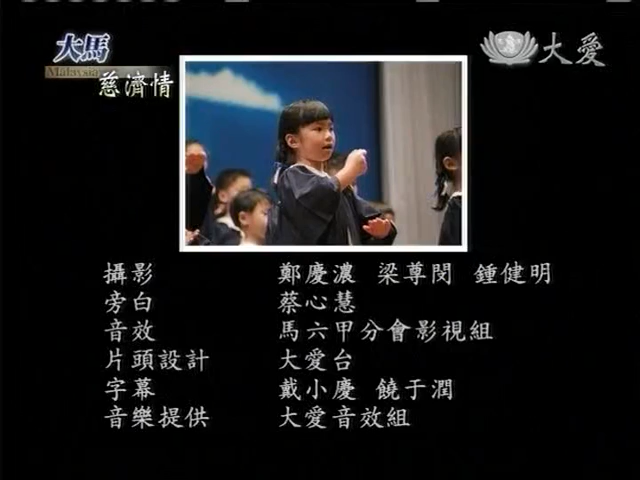 大馬
Malaysia
慈濟情
大愛
攝影 鄭慶濃 梁尊閔 鍾健明
旁白 蔡心慧
音效 馬六甲分會影視組
片頭設計 大愛台
字幕 戴小慶 饒于潤
音樂提供 大愛音效組